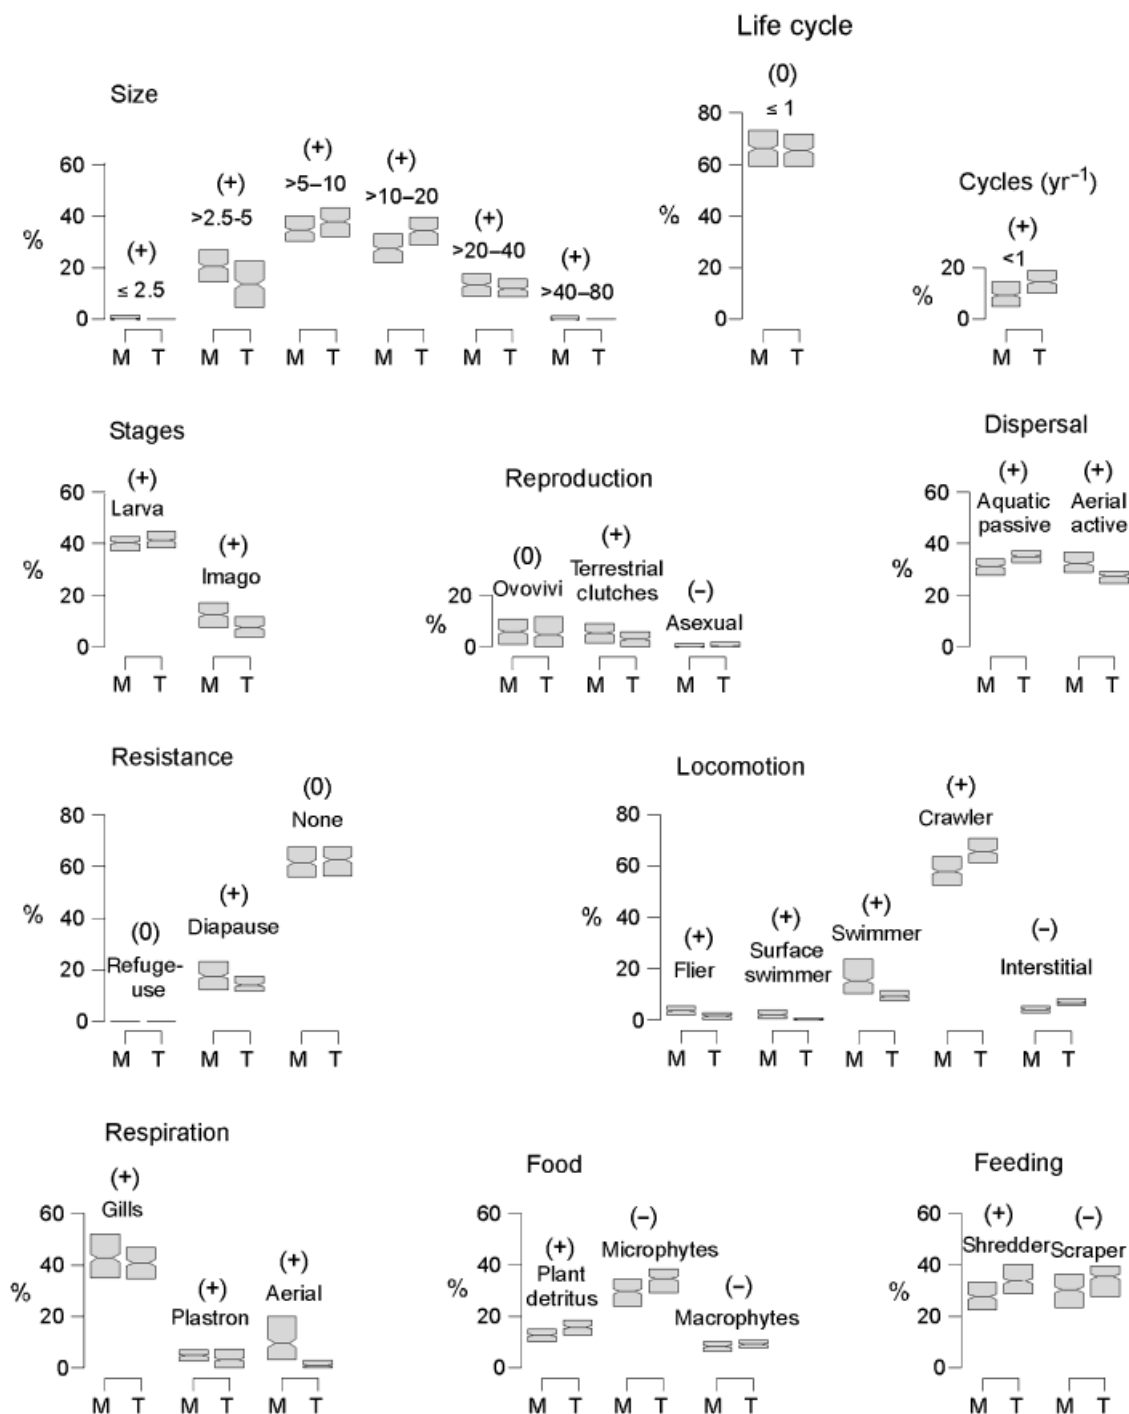 Life cycle
(0)
≤ 1
Size
80
60
40
20
0
%
M T
(+)
≤ 2.5
(+)
>2.5-5
(+)
>5–10
(+)
>10–20
(+)
>20–40
(+)
>40–80
60
40
20
0
%
M T M T M T M T M T M T
Cycles (yr⁻¹)
(+)
<1
20
0
%
M T
Stages
(+)
Larva
(+)
Imago
60
40
20
0
%
M T M T
Reproduction
(0)
Ovovivi
(+)
Terrestrial
clutches
(–)
Asexual
20
0
%
M T M T M T
Dispersal
(+)
Aquatic
passive
(+)
Aerial
active
60
40
20
0
%
M T M T
Resistance
(0)
Refuge-
use
(+)
Diapause
(0)
None
80
60
40
20
0
%
M T M T M T
Locomotion
(+)
Flier
(+)
Surface
swimmer
(+)
Swimmer
(+)
Crawler
(–)
Interstitial
80
60
40
20
0
%
M T M T M T M T M T
Respiration
(+)
Gills
(+)
Plastron
(+)
Aerial
60
40
20
0
%
M T M T M T
Food
(+)
Plant
detritus
(–)
Microphytes
(–)
Macrophytes
60
40
20
0
%
M T M T M T
Feeding
(+)
Shredder
(–)
Scraper
60
40
20
0
%
M T M T